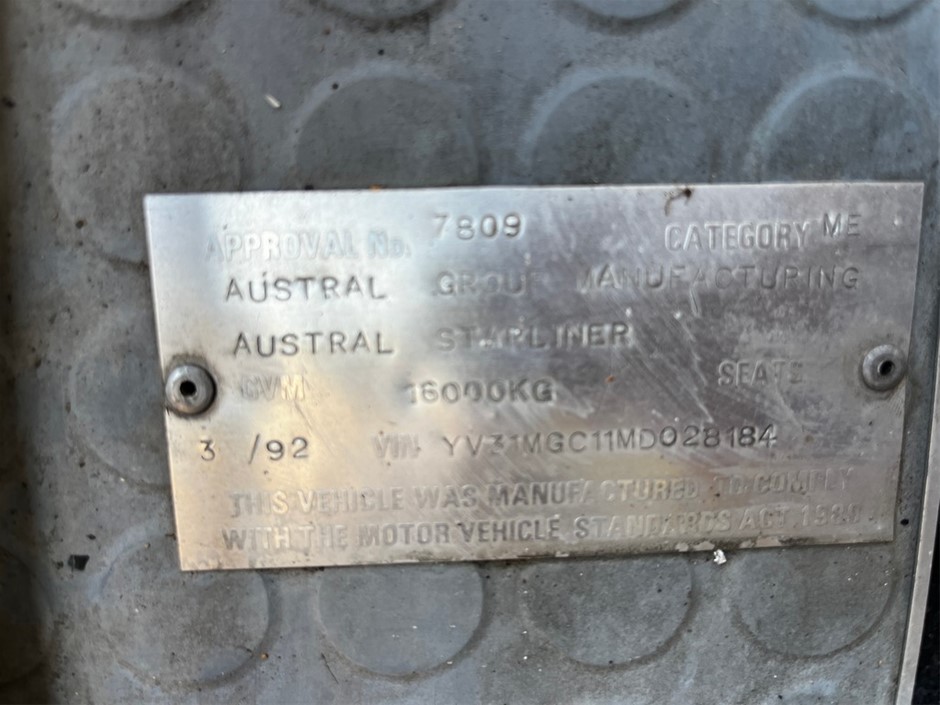 APPROVAL No. 7809 CATEGORY ME
AUSTRAL GROUP MANUFACTURING
AUSTRAL STARLINER
GVM 16000KG SEATS
3 /92 VIN YV31MGC11MD028184
THIS VEHICLE WAS MANUFACTURED TO COMPLY
WITH THE MOTOR VEHICLE STANDARDS ACT 1989